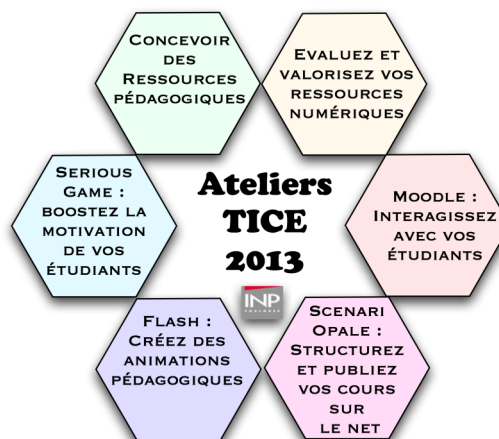 CONCEVOIR
DES
RESSOURCES
PÉDAGOGIQUES
EVALUEZ ET
VALORISEZ VOS
RESSOURCES
NUMÉRIQUES
SERIOUS
GAME :
BOOSTEZ LA
MOTIVATION
DE VOS
ÉTUDIANTS
Ateliers
TICE
2013
INP
TOULOUSE
MOODLE :
INTERAGISSEZ
AVEC VOS
ÉTUDIANTS
FLASH :
CRÉEZ DES
ANIMATIONS
PÉDAGOGIQUES
SCENARI
OPALE :
STRUCTUREZ
ET PUBLIEZ
VOS COURS
SUR
LE NET